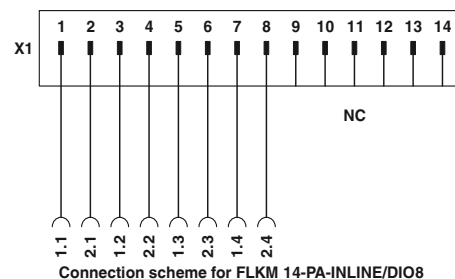 1 2 3 4 5 6 7 8 9 10 11 12 13 14
X1
NC
1.1 2.1 1.2 2.2 1.3 2.3 1.4 2.4
Connection scheme for FLKM 14-PA-INLINE/DIO8